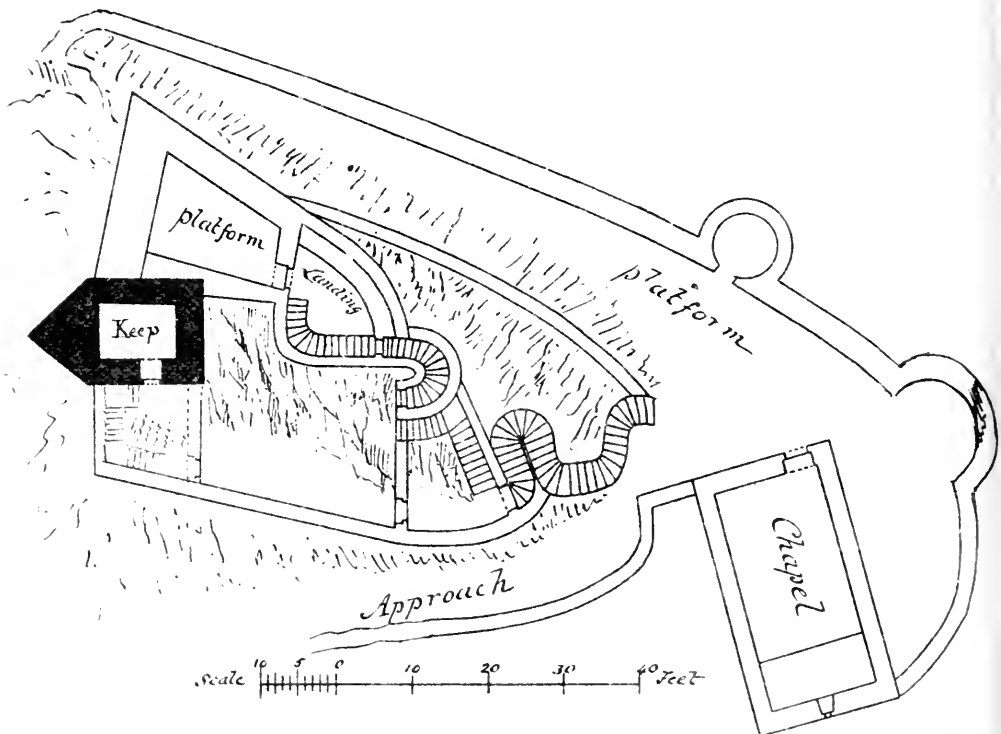 platform
Landing
platform
Keep
Chapel
Approach
Scale 10 5 0 10 20 30 40 Feet